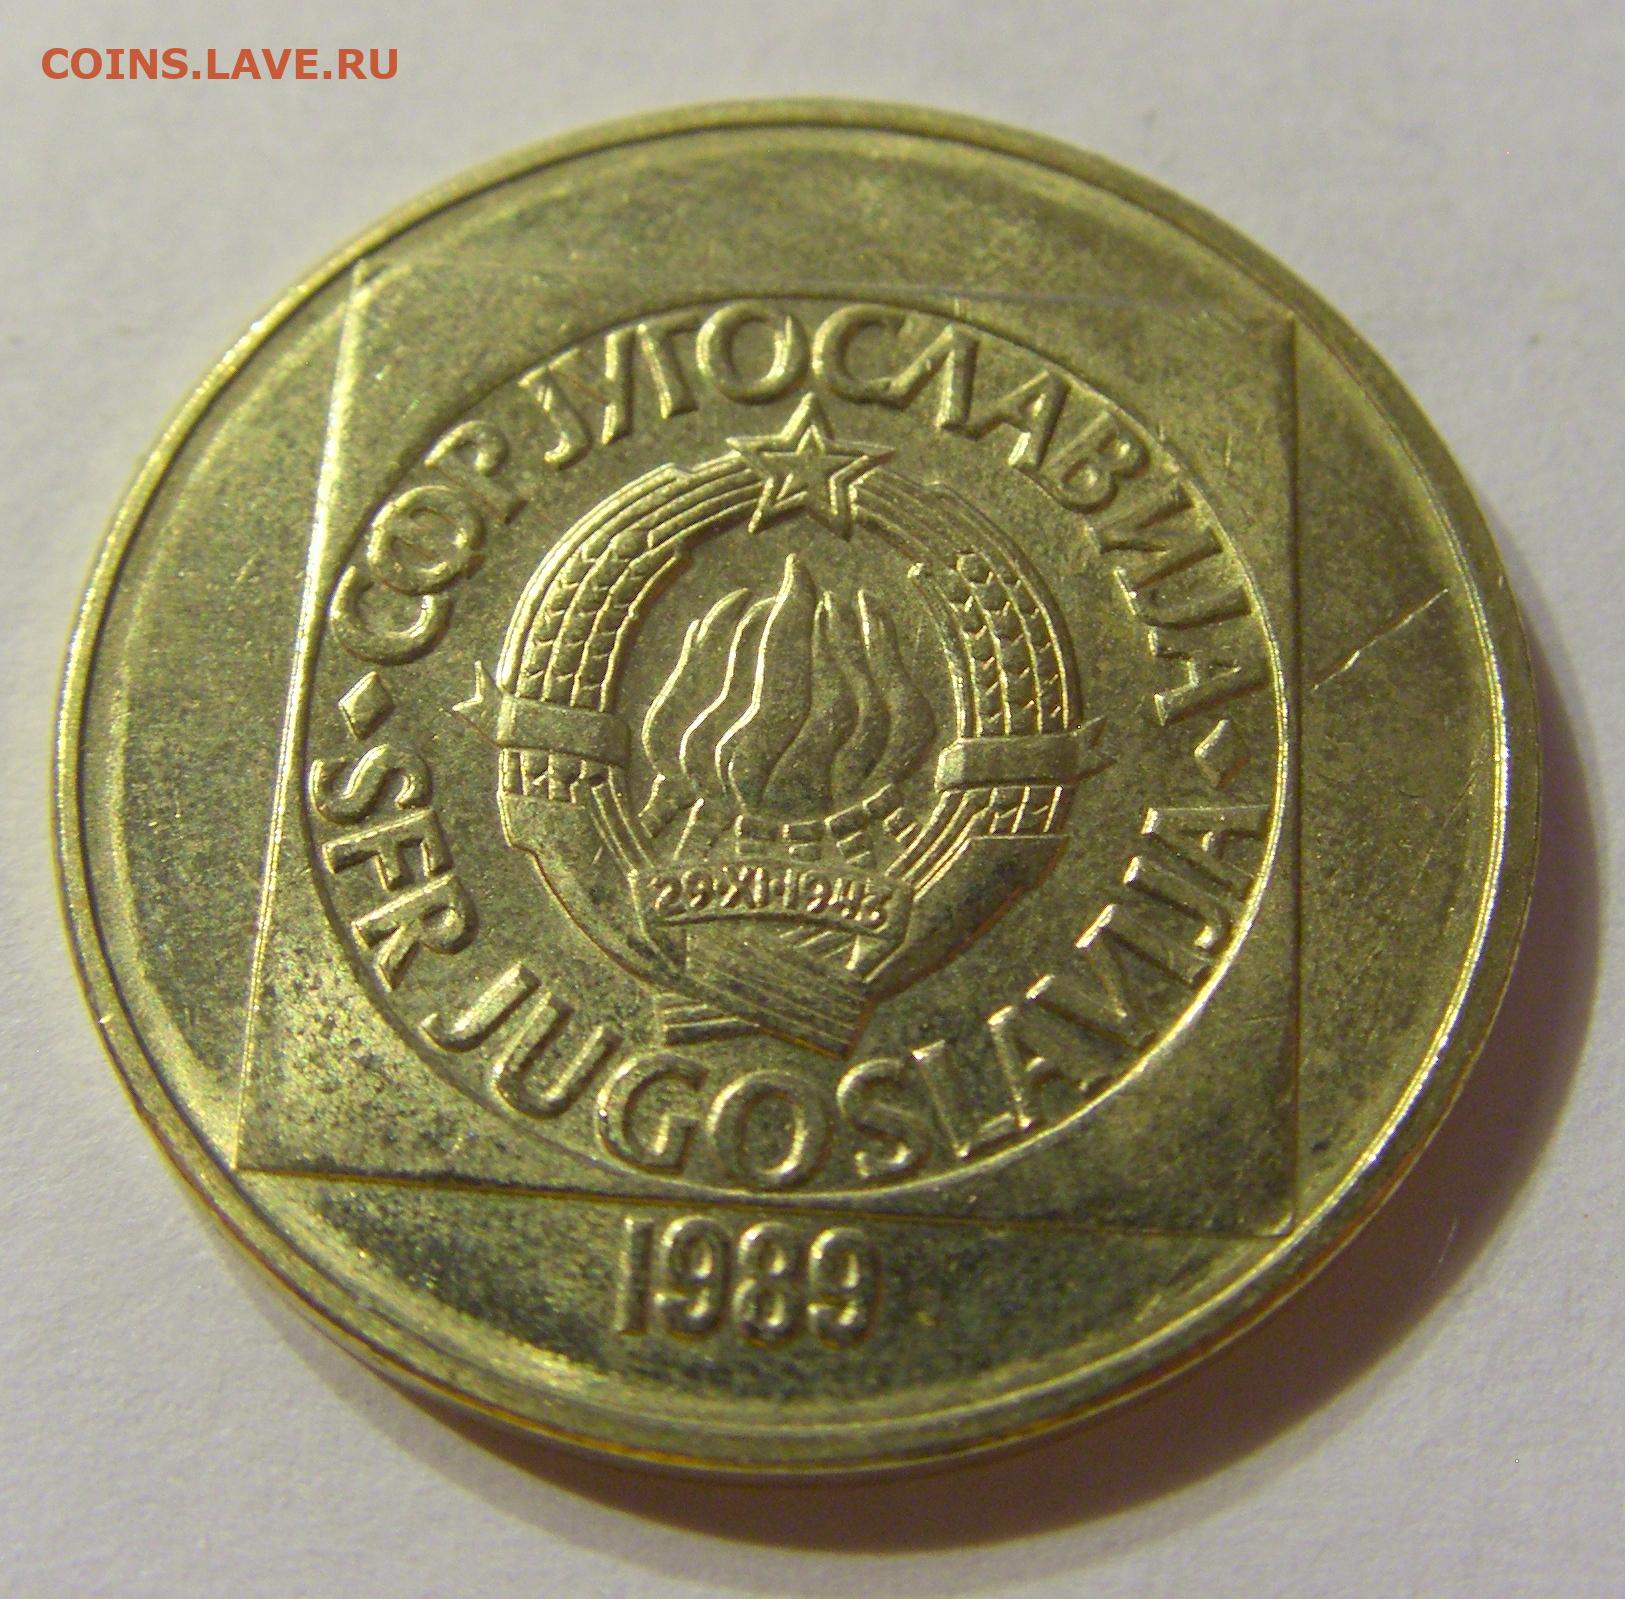 COINS.LAVE.RU
СФР ЈУГОСЛАВИЈА
29·XI·1943
SFR JUGOSLAVIJA
1989